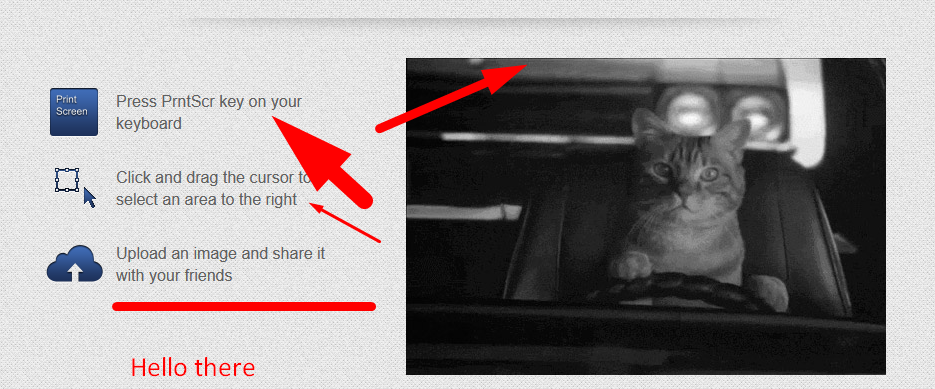 Print
Screen
Press PrntScr key on your
keyboard
Click and drag the cursor to
select an area to the right
Upload an image and share it
with your friends
Hello there